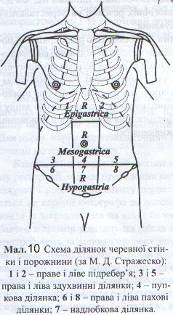 1 R 2
Epigastrica
R
Mesogastrica
3 4 5
6 7 8
R
Hypogastria
Мал.10 Схема ділянок черевної стін-
ки і порожнини (за М. Д. Стражеско):
1 і 2 – праве і ліве підребер'я; 3 і 5 –
права і ліва здухвинні ділянки; 4 – пуп-
кова ділянка; 6 і 8 – права і ліва пахові
ділянки; 7 – надлобкова ділянка.